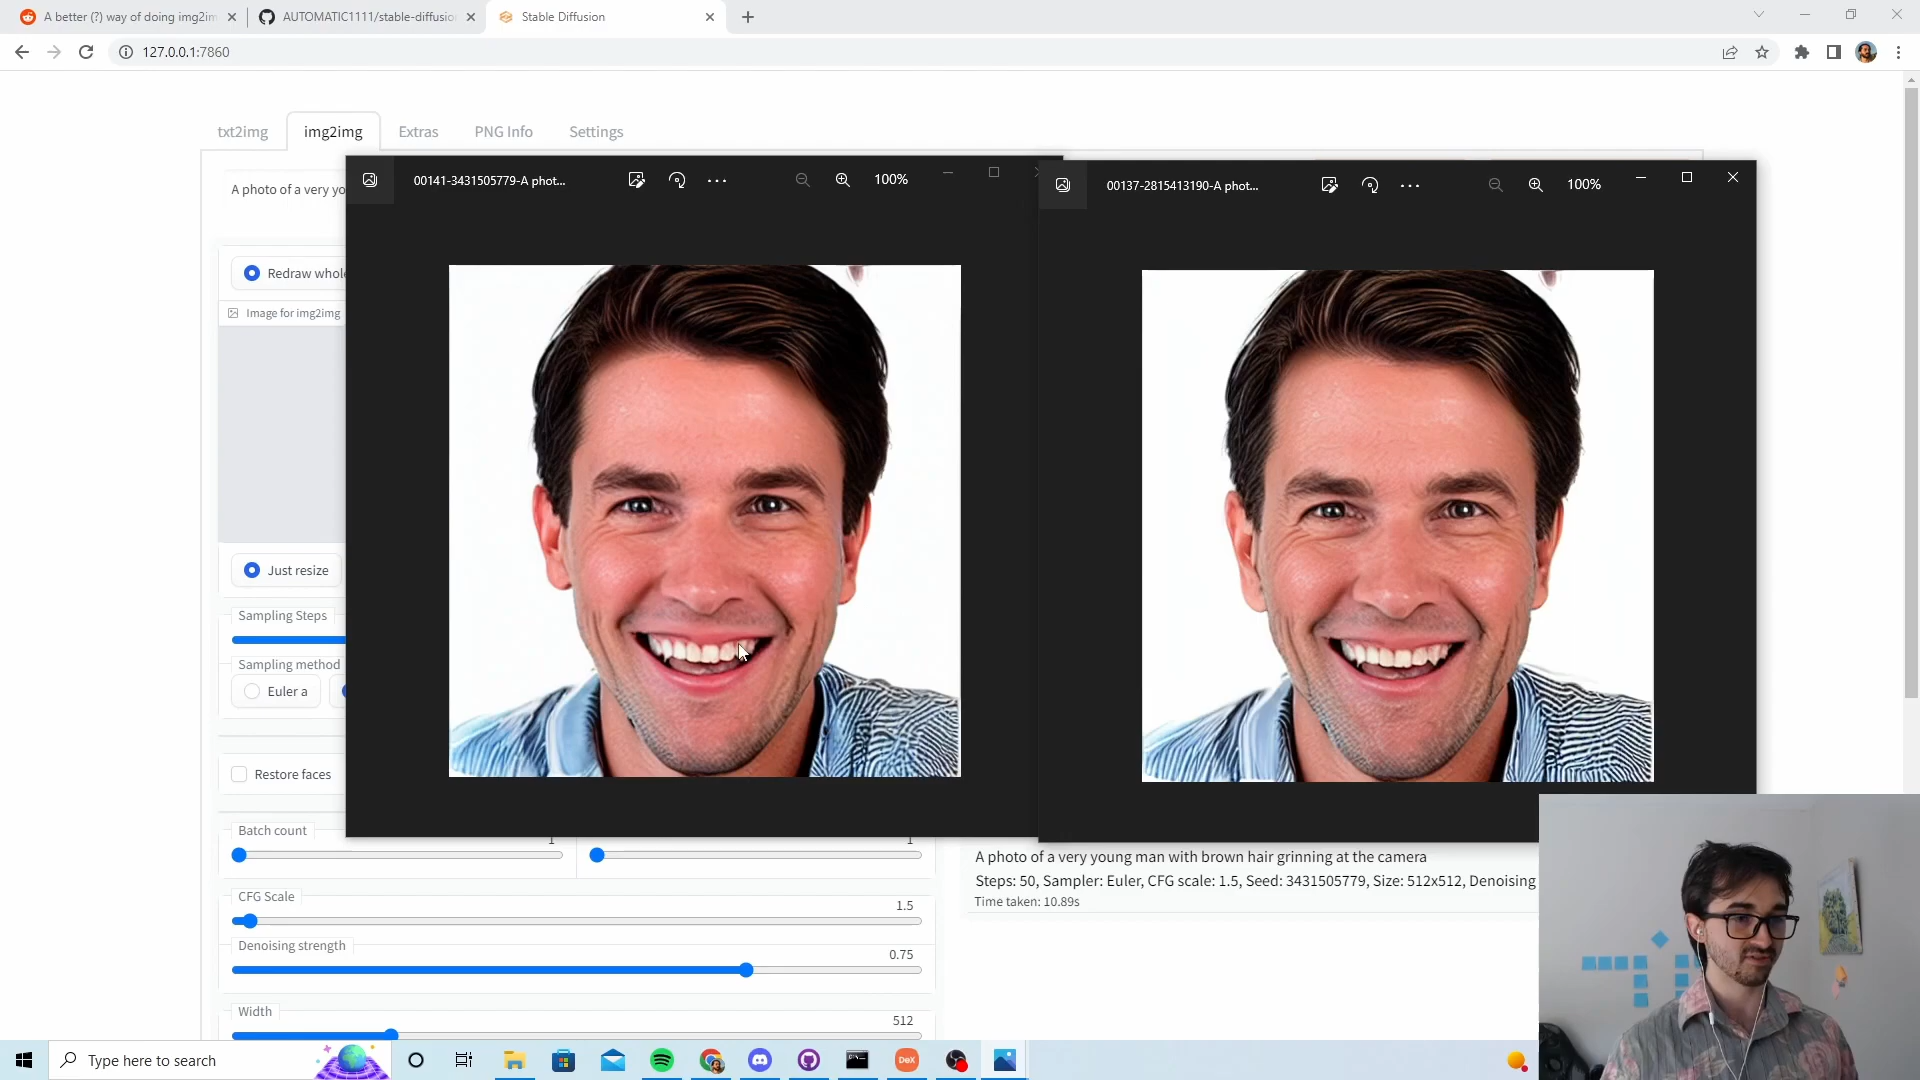 A better (?) way of doing img2im
AUTOMATIC1111/stable-diffusion
Stable Diffusion
127.0.0.1:7860
txt2img
img2img
Extras
PNG Info
Settings
A photo of a very yo
00141-3431505779-A phot...
100%
00137-2815413190-A phot...
100%
Redraw whole
Image for img2img
Just resize
Sampling Steps
Sampling method
Euler a
Restore faces
Batch count
1
1
CFG Scale
1.5
Denoising strength
0.75
Width
512
A photo of a very young man with brown hair grinning at the camera
Steps: 50, Sampler: Euler, CFG scale: 1.5, Seed: 3431505779, Size: 512x512, Denoising
Time taken: 10.89s
Type here to search
DeX